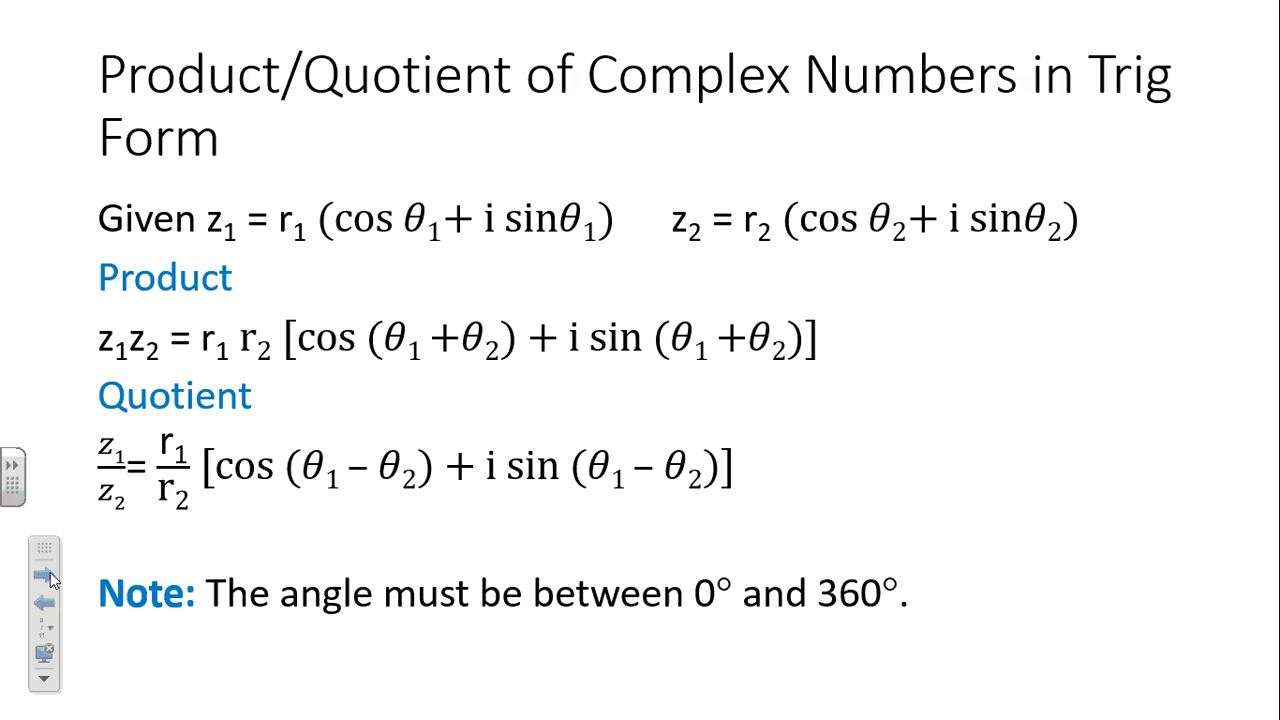 Product/Quotient of Complex Numbers in Trig
Form
Given z₁ = r₁ (cos θ₁+ i sinθ₁) z₂ = r₂ (cos θ₂+ i sinθ₂)
Product
z₁z₂ = r₁ r₂ [cos (θ₁ +θ₂) + i sin (θ₁ +θ₂)]
Quotient
z₁/z₂ = r₁/r₂ [cos (θ₁ – θ₂) + i sin (θ₁ – θ₂)]
Note: The angle must be between 0° and 360°.